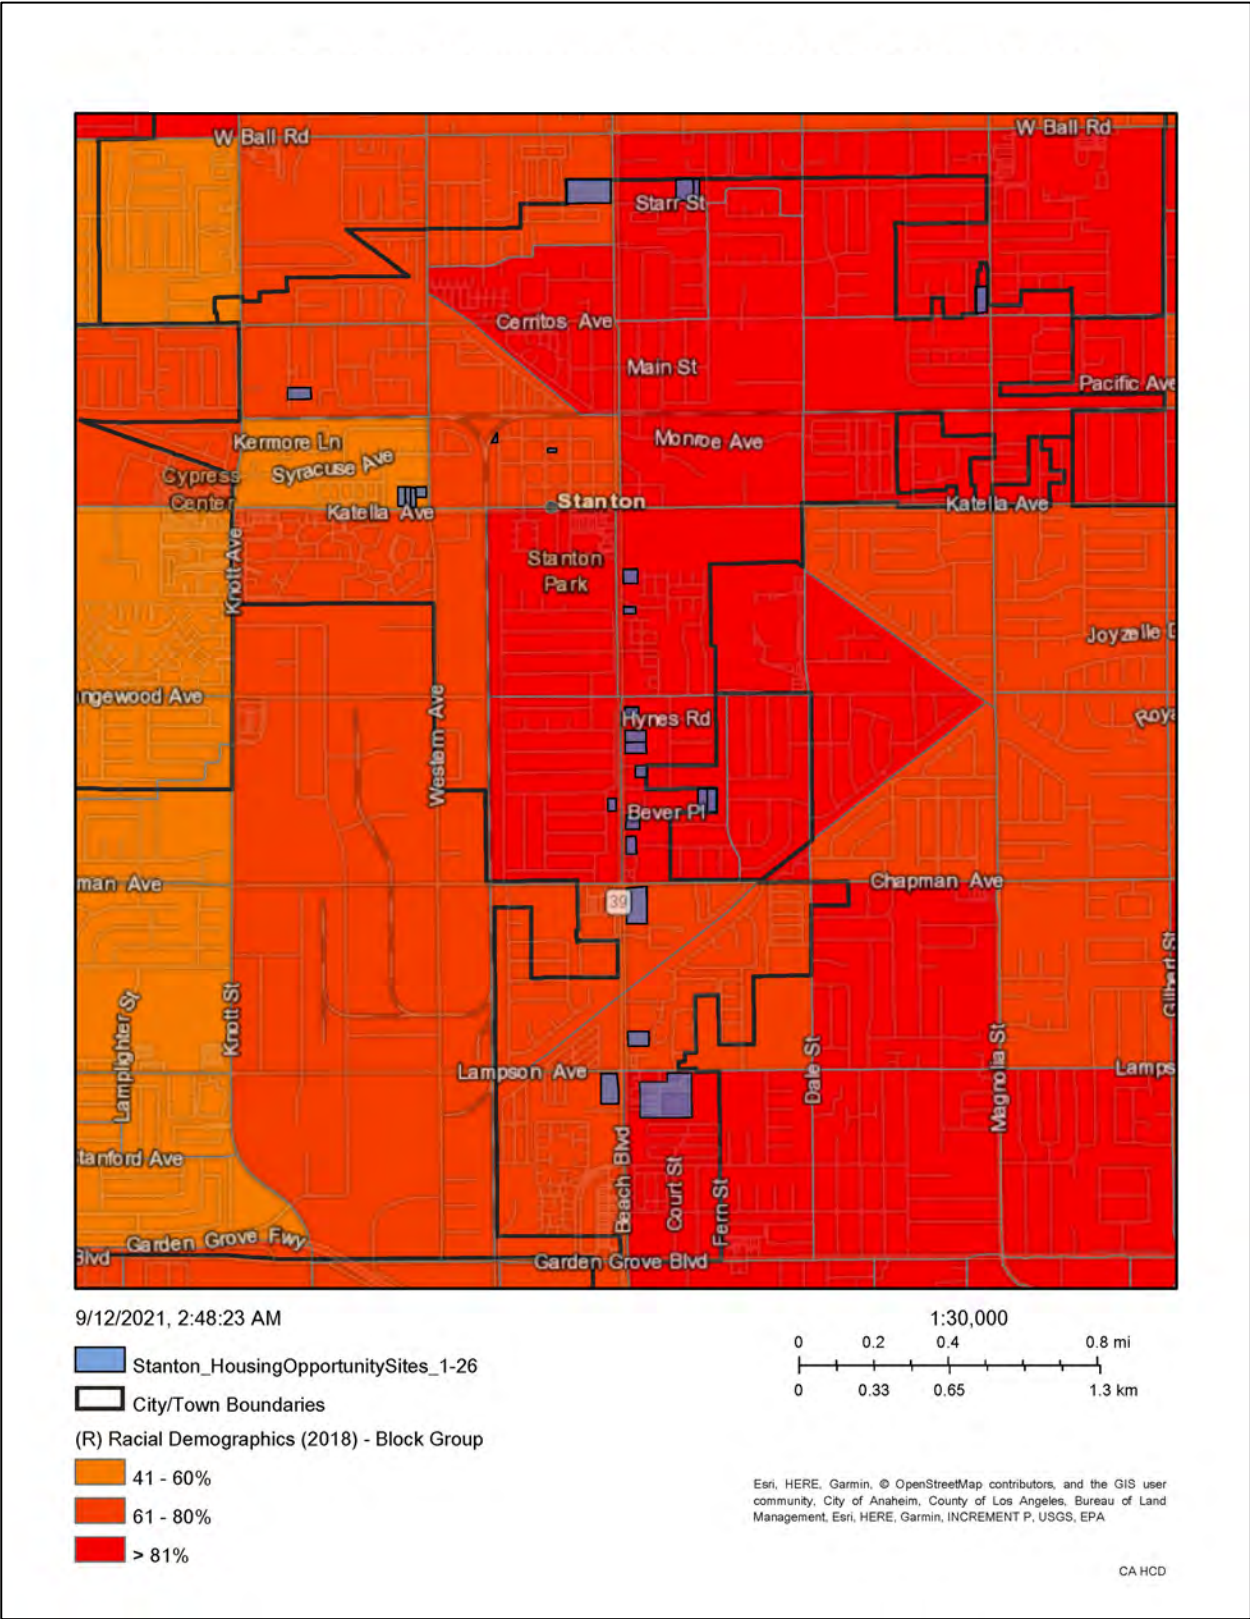 W Ball Rd
W Ball Rd
Starr St
Cerritos Ave
Main St
Pacific Ave
Kermore Ln
Monroe Ave
Syracuse Ave
Cypress
Center
Katella Ave
Stanton
Katella Ave
Knott Ave
Stanton
Park
Joyzelle D
ngewood Ave
Western Ave
Hynes Rd
Roya
Bever Pl
man Ave
Chapman Ave
39
Gilbert St
Lamplighter St
Knott St
Lampson Ave
Dale St
Magnolia St
Lamps
tanford Ave
Beach Blvd
Court St
Fern St
Garden Grove Fwy
Blvd
Garden Grove Blvd
9/12/2021, 2:48:23 AM
1:30,000
0 0.2 0.4 0.8 mi
0 0.33 0.65 1.3 km
Stanton_HousingOpportunitySites_1-26
City/Town Boundaries
(R) Racial Demographics (2018) - Block Group
41 - 60%
61 - 80%
> 81%
Esri, HERE, Garmin, © OpenStreetMap contributors, and the GIS user
community, City of Anaheim, County of Los Angeles, Bureau of Land
Management, Esri, HERE, Garmin, INCREMENT P, USGS, EPA
CA HCD